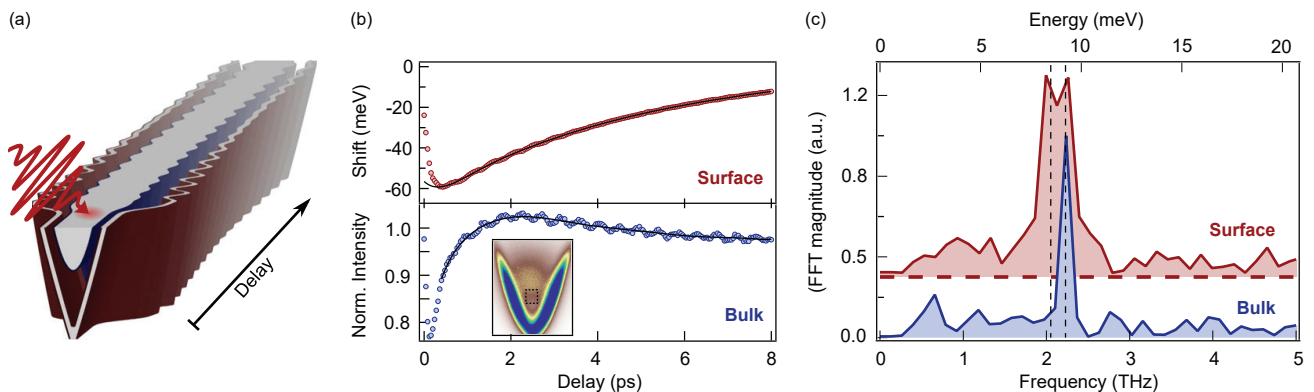 (a)
Delay
(b)
0
-20
-40
-60
Shift (meV)
Surface
1.0
0.9
0.8
Norm. Intensity
Bulk
0
2
4
6
8
Delay (ps)
(c)
Energy (meV)
0
5
10
15
20
1.2
0.8
0.5
0.0
(FFT magnitude (a.u.)
Surface
Bulk
0
1
2
3
4
5
Frequency (THz)